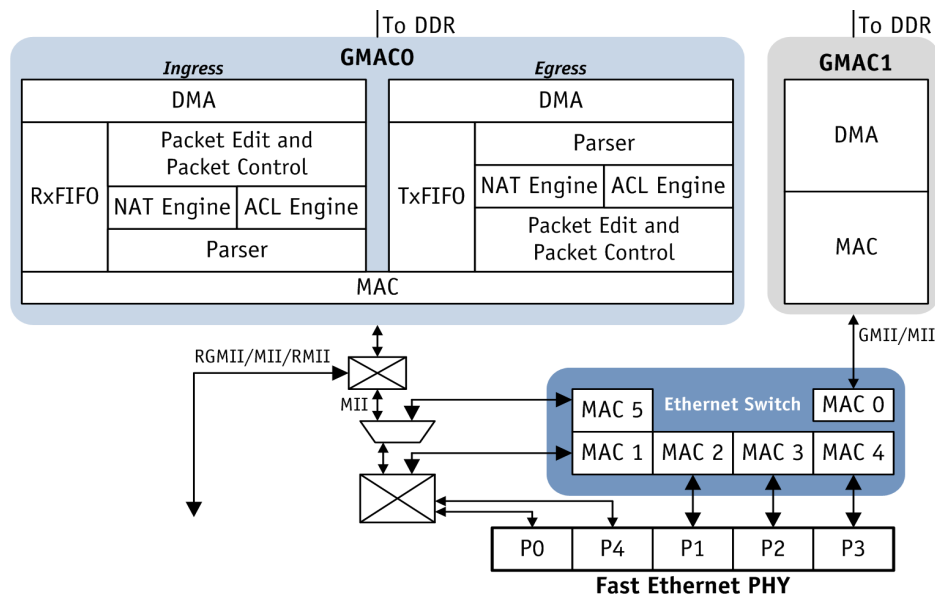 To DDR
To DDR
GMAC0
GMAC1
Ingress
Egress
DMA
DMA
DMA
RxFIFO
Packet Edit and
Packet Control
NAT Engine
ACL Engine
Parser
TxFIFO
Parser
NAT Engine
ACL Engine
Packet Edit and
Packet Control
MAC
MAC
RGMII/MII/RMII
GMII/MII
MII
MAC 5
Ethernet Switch
MAC 0
MAC 1
MAC 2
MAC 3
MAC 4
P0
P4
P1
P2
P3
Fast Ethernet PHY